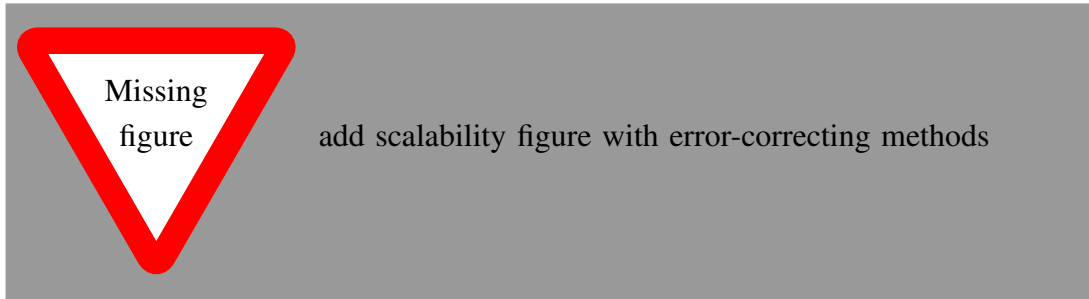 Missing
figure
add scalability figure with error-correcting methods